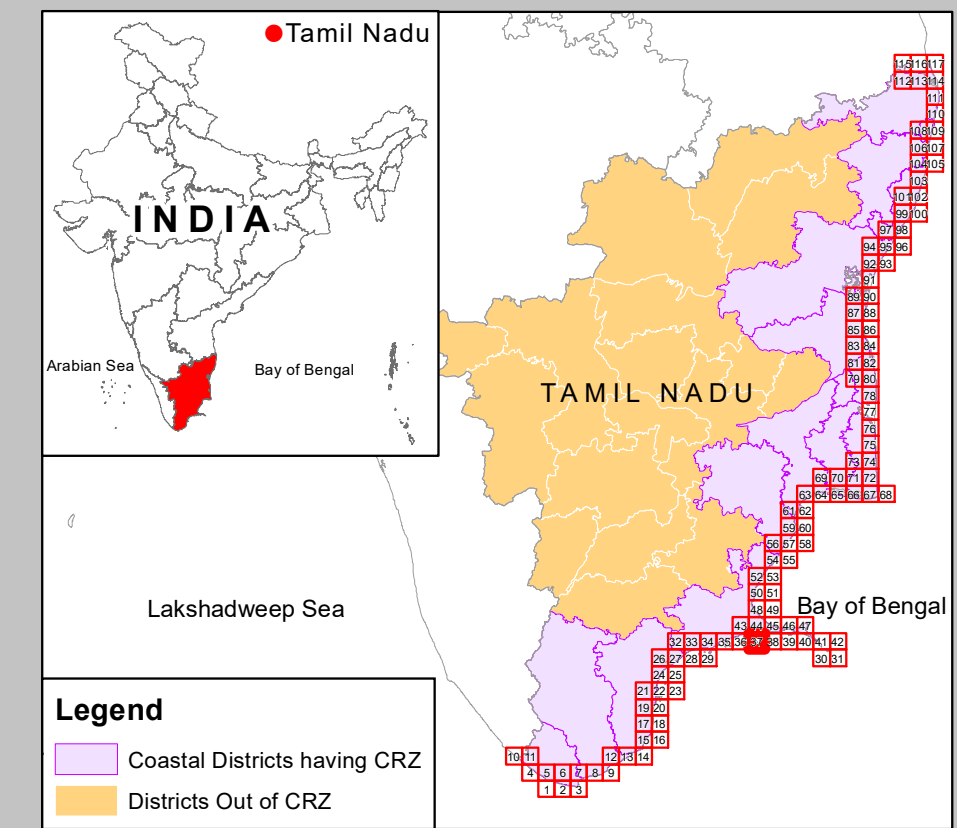 Tamil Nadu
INDIA
Arabian Sea
Bay of Bengal
115 116 117
112 113 114
111
110
108 109
106 107
104 105
103
101 102
99 100
97 98
94 95 96
92 93
91
89 90
87 88
85 86
83 84
81 82
79 80
TAMIL NADU
78
77
76
75
73 74
69 70 71 72
63 64 65 66 67 68
61 62
59 60
56 57 58
54 55
52 53
50 51
48 49
Lakshadweep Sea
Bay of Bengal
43 44 45 46 47
32 33 34 35 36 37 38 39 40 41 42
26 27 28 29 30 31
24 25
21 22 23
19 20
17 18
15 16
10 11 12 13 14
4 5 6 7 8 9
1 2 3
Legend
Coastal Districts having CRZ
Districts Out of CRZ